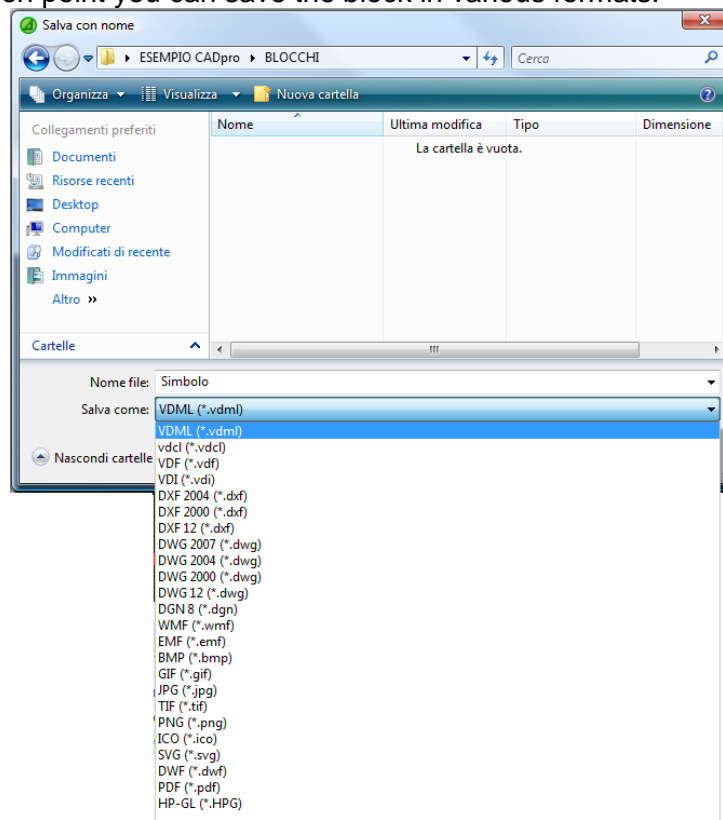 on point you can save the block in various formats.
Salva con nome
ESEMPIO CADpro BLOCCHI
Cerca
Organizza Visualizza Nuova cartella
Collegamenti preferiti
Nome Ultima modifica Tipo Dimensione
La cartella è vuota.
Documenti
Risorse recenti
Desktop
Computer
Modificati di recente
Immagini
Altro »
Cartelle
Nome file: Simbolo
Salva come: VDML (*.vdml)
Nascondi cartelle
VDML (*.vdml)
vdcl (*.vdcl)
VDF (*.vdf)
VDI (*.vdi)
DXF 2004 (*.dxf)
DXF 2000 (*.dxf)
DXF 12 (*.dxf)
DWG 2007 (*.dwg)
DWG 2004 (*.dwg)
DWG 2000 (*.dwg)
DWG 12 (*.dwg)
DGN 8 (*.dgn)
WMF (*.wmf)
EMF (*.emf)
BMP (*.bmp)
GIF (*.gif)
JPG (*.jpg)
TIF (*.tif)
PNG (*.png)
ICO (*.ico)
SVG (*.svg)
DWF (*.dwf)
PDF (*.pdf)
HP-GL (*.HPG)